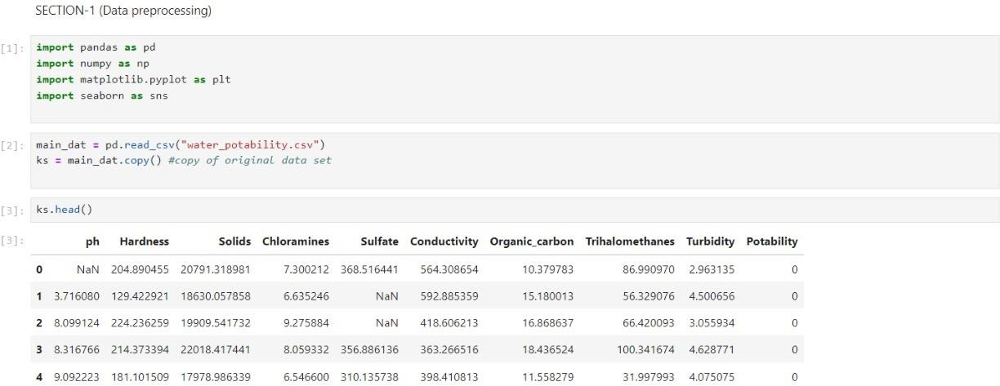 SECTION-1 (Data preprocessing)
[1]: import pandas as pd
import numpy as np
import matplotlib.pyplot as plt
import seaborn as sns
[2]: main_dat = pd.read_csv("water_potability.csv")
ks = main_dat.copy() #copy of original data set
[3]: ks.head()
[3]: ph Hardness Solids Chloramines Sulfate Conductivity Organic_carbon Trihalomethanes Turbidity Potability
0 NaN 204.890455 20791.318981 7.300212 368.516441 564.308654 10.379783 86.990970 2.963135 0
1 3.716080 129.422921 18630.057858 6.635246 NaN 592.885359 15.180013 56.329076 4.500656 0
2 8.099124 224.236259 19909.541732 9.275884 NaN 418.606213 16.868637 66.420093 3.055934 0
3 8.316766 214.373394 22018.417441 8.059332 356.886136 363.266516 18.436524 100.341674 4.628771 0
4 9.092223 181.101509 17978.986339 6.546600 310.135738 398.410813 11.558279 31.997993 4.075075 0